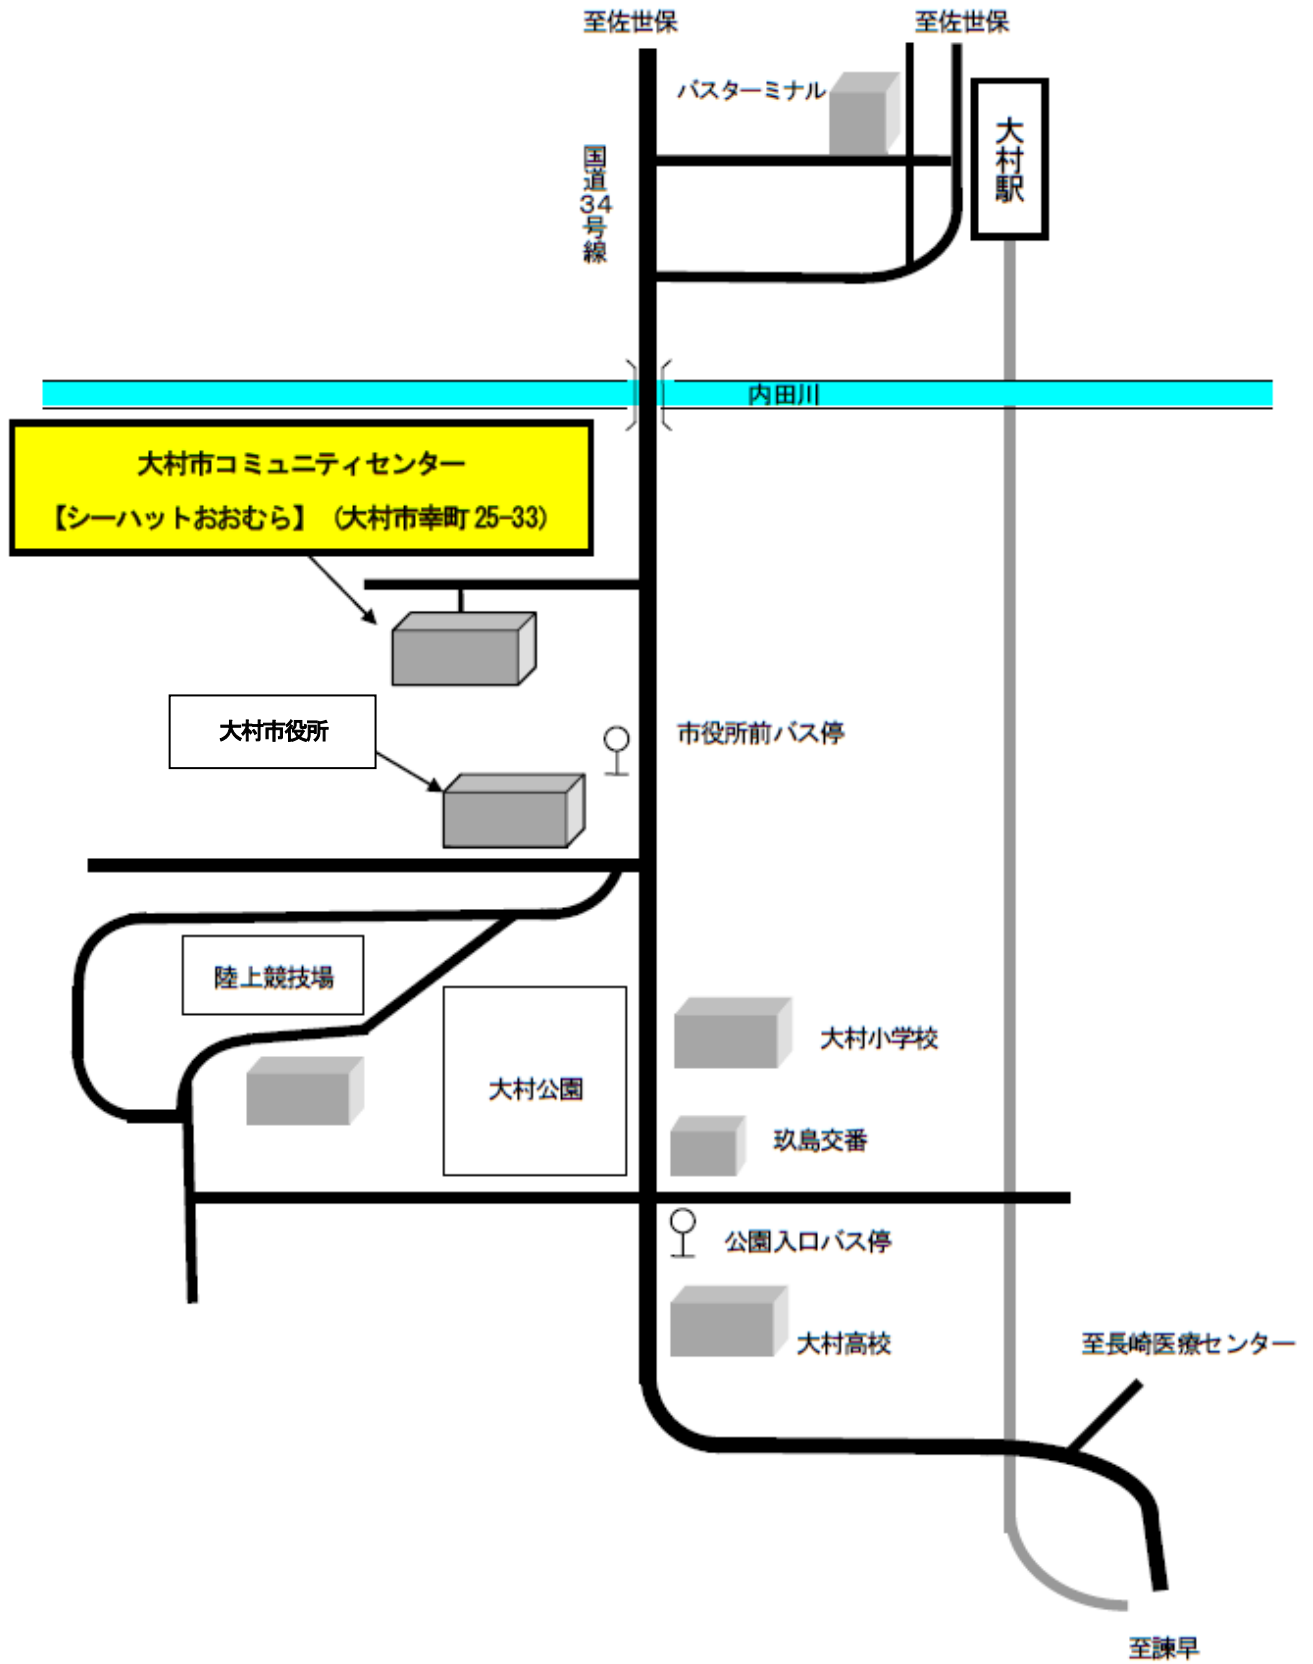 至佐世保
至佐世保
バスターミナル
大村駅
国道34号線
内田川
大村市コミュニティセンター
【シーハットおおむら】（大村市幸町25-33）
大村市役所
市役所前バス停
陸上競技場
大村小学校
大村公園
玖島交番
公園入口バス停
大村高校
至長崎医療センター
至諫早